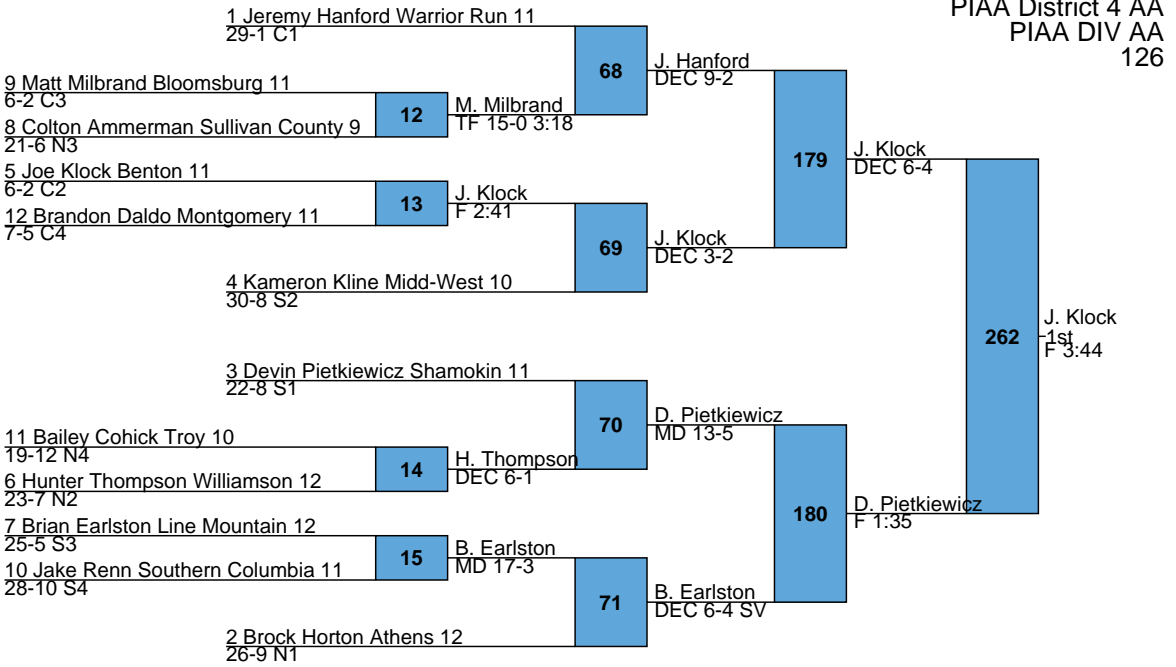 PIAA District 4 AA
PIAA DIV AA
126
1 Jeremy Hanford Warrior Run 11
29-1 C1
68
J. Hanford
DEC 9-2
9 Matt Milbrand Bloomsburg 11
6-2 C3
12
M. Milbrand
TF 15-0 3:18
8 Colton Ammerman Sullivan County 9
21-6 N3
179
J. Klock
DEC 6-4
5 Joe Klock Benton 11
6-2 C2
13
J. Klock
F 2:41
12 Brandon Daldo Montgomery 11
7-5 C4
69
J. Klock
DEC 3-2
4 Kameron Kline Midd-West 10
30-8 S2
262
J. Klock
1st
F 3:44
3 Devin Pietkiewicz Shamokin 11
22-8 S1
70
D. Pietkiewicz
MD 13-5
11 Bailey Cohick Troy 10
19-12 N4
14
H. Thompson
DEC 6-1
6 Hunter Thompson Williamson 12
23-7 N2
180
D. Pietkiewicz
F 1:35
7 Brian Earlston Line Mountain 12
25-5 S3
15
B. Earlston
MD 17-3
10 Jake Renn Southern Columbia 11
28-10 S4
71
B. Earlston
DEC 6-4 SV
2 Brock Horton Athens 12
26-9 N1